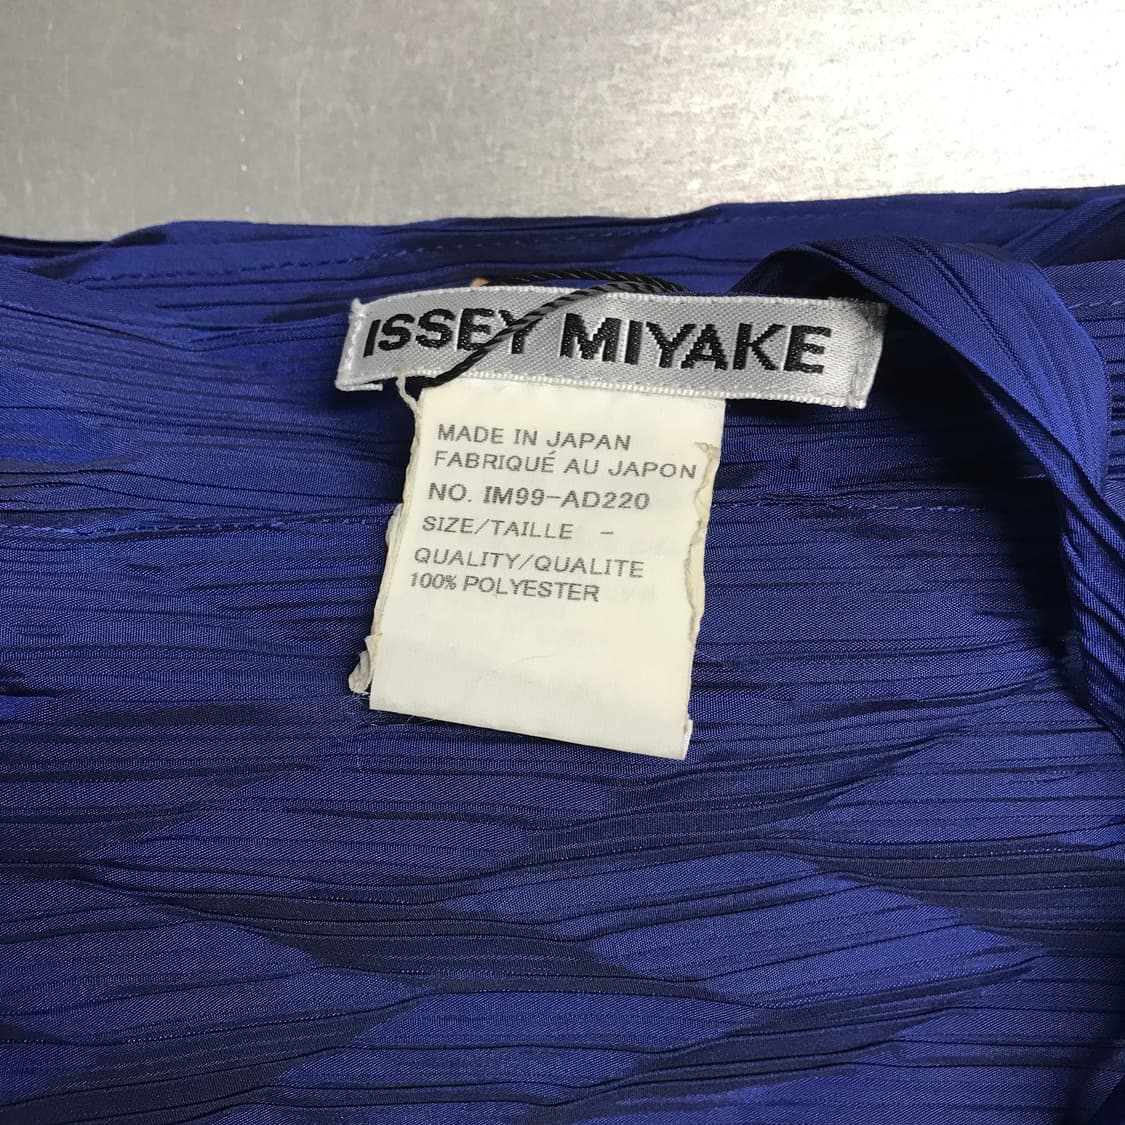 ISSEY MIYAKE
MADE IN JAPAN
FABRIQUÉ AU JAPON
NO. IM99-AD220
SIZE/TAILLE -
QUALITY/QUALITE
100% POLYESTER